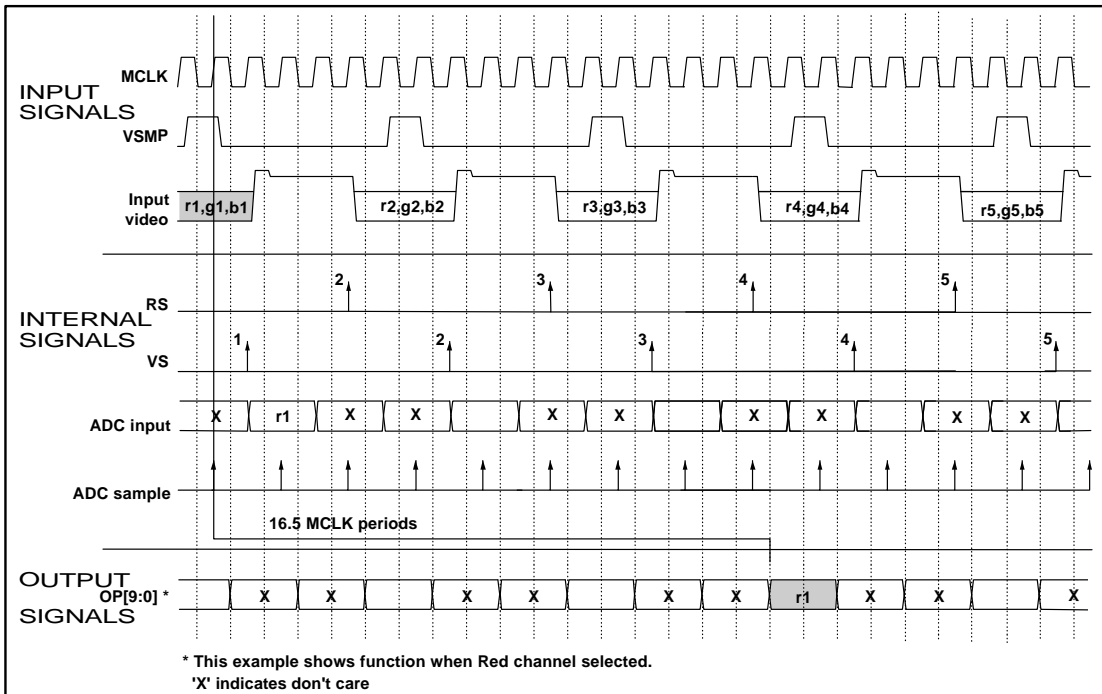 MCLK
INPUT
SIGNALS
VSMP
Input
video
r1,g1,b1
r2,g2,b2
r3,g3,b3
r4,g4,b4
r5,g5,b5
2
3
4
5
RS
INTERNAL
SIGNALS
1
2
3
4
5
VS
ADC input
X
r1
X
X
X
X
X
X
X
X
ADC sample
16.5 MCLK periods
OUTPUT
OP[9:0] *
SIGNALS
X
X
X
X
X
X
r1
X
X
X
* This example shows function when Red channel selected.
'X' indicates don't care